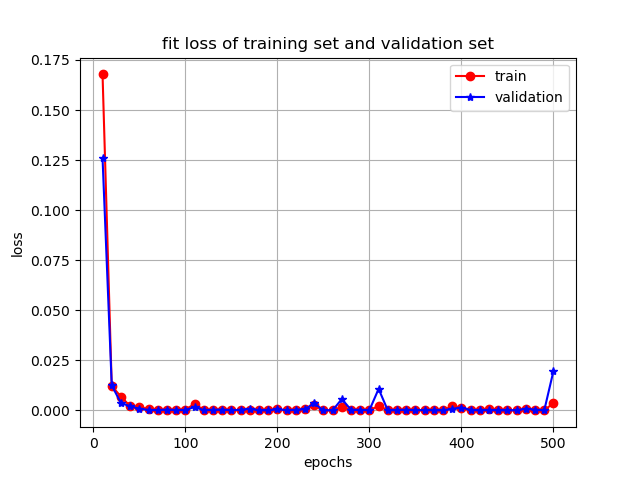 fit loss of training set and validation set
0.175
0.150
0.125
0.100
0.075
0.050
0.025
0.000
loss
train
validation
0
100
200
300
400
500
epochs